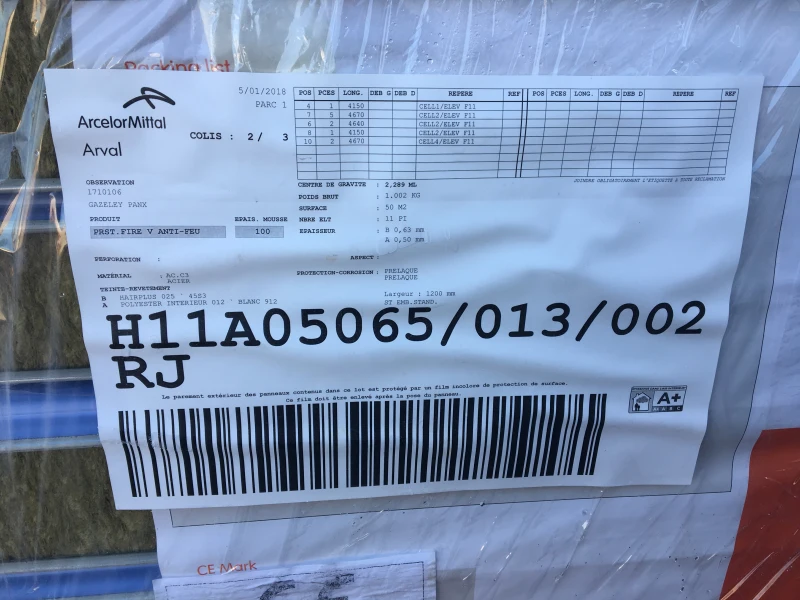 Packing list
ArcelorMittal
Arval
5/01/2018
PARC 1
COLIS : 2/ 3
POS PCES LONG. DEB G DEB D REPERE REF POS PCES LONG. DEB G DEB D REPERE REF
4 1 4150 CELL1/ELEV F11
7 5 4670 CELL2/ELEV F11
6 2 4640 CELL2/ELEV F11
8 1 4150 CELL2/ELEV F11
10 2 4670 CELL4/ELEV F11
JOINDRE OBLIGATOIREMENT L'ETIQUETTE A TOUTE RECLAMATION
OBSERVATION
1710106
GAZELEY PANX
PRODUIT EPAIS. MOUSSE
PRST.FIRE V ANTI-FEU 100
CENTRE DE GRAVITE : 2,289 ML
POIDS BRUT : 1.002 KG
SURFACE : 50 M2
NBRE ELT : 11 PI
EPAISSEUR : B 0,63 mm
A 0,50 mm
PERFORATION :
ASPECT :
MATERIAL : AC.C3
ACIER
PROTECTION-CORROSION : PRELAQUE
PRELAQUE
TEINTE-REVETEMENT
B HAIRPLUS 025 ~ 45S3
A POLYESTER INTERIEUR 012 ~ BLANC 912
Largeur : 1200 mm
ST EMB.STAND.
H11A05065/013/002
RJ
Le parement extérieur des panneaux contenus dans ce lot est protégé par un film incolore de protection de surface.
Ce film doit être enlevé après la pose du panneau.
A+
A+ A B C
CE Mark
CE